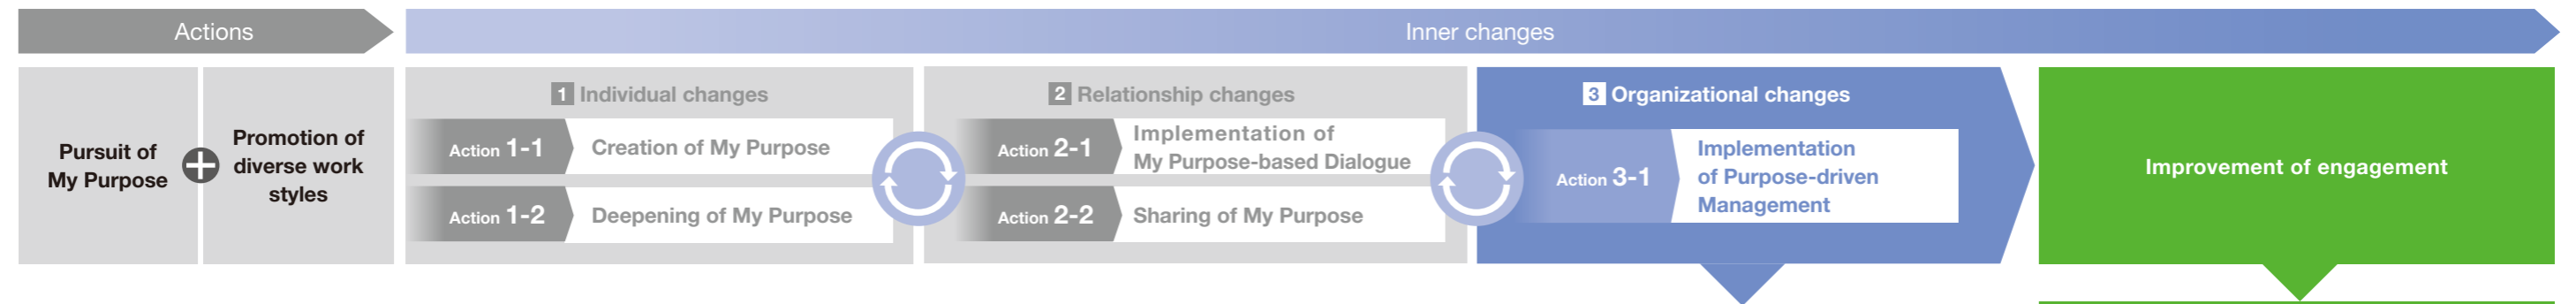 Actions
Inner changes
Pursuit of
My Purpose
Promotion of
diverse work
styles
1 Individual changes
Action 1-1
Creation of My Purpose
Action 1-2
Deepening of My Purpose
2 Relationship changes
Action 2-1
Implementation of
My Purpose-based Dialogue
Action 2-2
Sharing of My Purpose
3 Organizational changes
Action 3-1
Implementation
of Purpose-driven
Management
Improvement of engagement